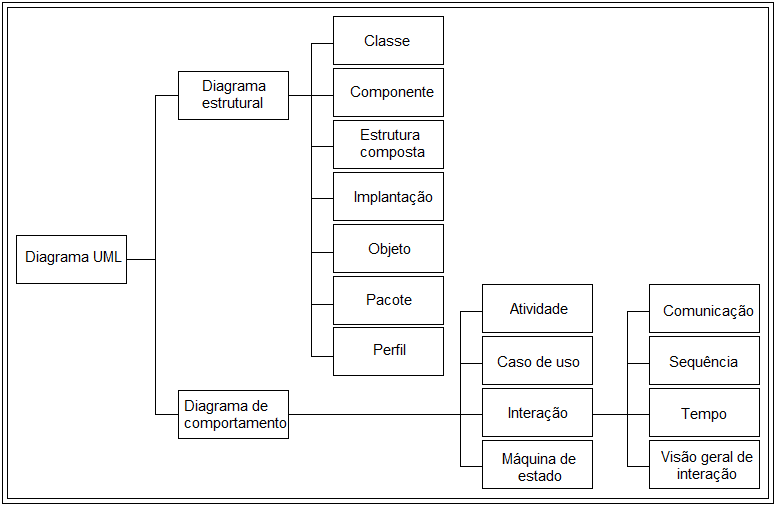 Diagrama UML
Diagrama
estrutural
Classe
Componente
Estrutura
composta
Implantação
Objeto
Pacote
Perfil
Diagrama de
comportamento
Atividade
Caso de uso
Interação
Máquina de
estado
Comunicação
Sequência
Tempo
Visão geral de
interação